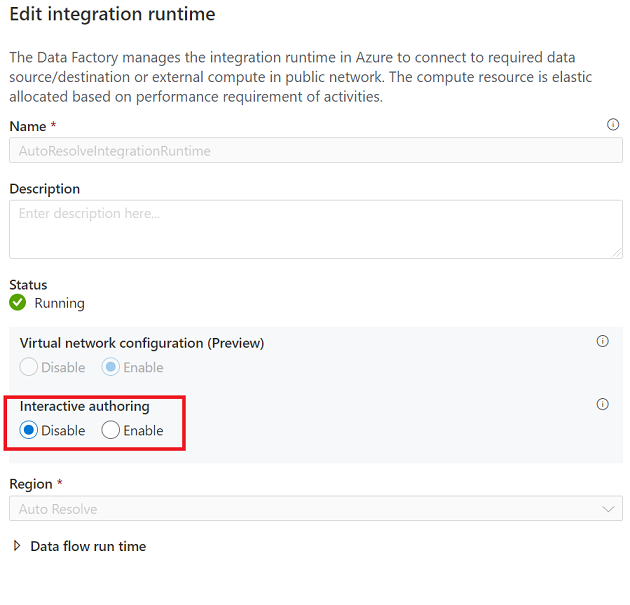 Edit integration runtime
The Data Factory manages the integration runtime in Azure to connect to required data
source/destination or external compute in public network. The compute resource is elastic
allocated based on performance requirement of activities.
Name *
AutoResolveIntegrationRuntime
Description
Enter description here...
Status
Running
Virtual network configuration (Preview)
Disable Enable
Interactive authoring
Disable Enable
Region *
Auto Resolve
Data flow run time